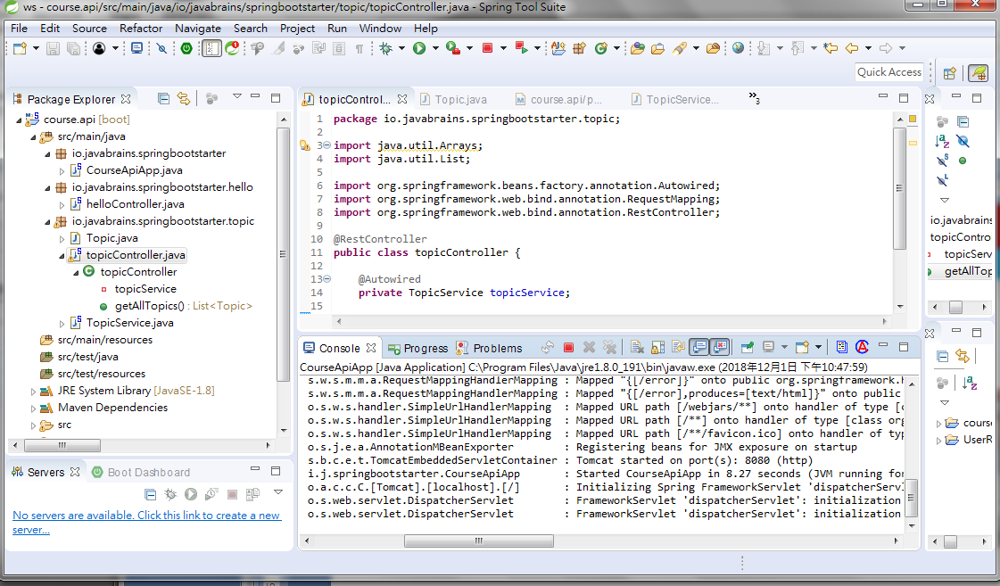 ws - course.api/src/main/java/io/javabrains/springbootstarter/topic/topicController.java - Spring Tool Suite
File Edit Source Refactor Navigate Search Project Run Window Help
Quick Access
Package Explorer
course.api [boot]
src/main/java
io.javabrains.springbootstarter
CourseApiApp.java
io.javabrains.springbootstarter.hello
helloController.java
io.javabrains.springbootstarter.topic
Topic.java
topicController.java
topicController
topicService
getAllTopics() : List<Topic>
TopicService.java
src/main/resources
src/test/java
src/test/resources
JRE System Library [JavaSE-1.8]
Maven Dependencies
src
Servers Boot Dashboard
No servers are available. Click this link to create a new
server...
topicControl... Topic.java course.api/p... TopicService... »3
1 package io.javabrains.springbootstarter.topic;
2
3 import java.util.Arrays;
4 import java.util.List;
5
6 import org.springframework.beans.factory.annotation.Autowired;
7 import org.springframework.web.bind.annotation.RequestMapping;
8 import org.springframework.web.bind.annotation.RestController;
9
10 @RestController
11 public class topicController {
12
13 @Autowired
14 private TopicService topicService;
15
Console Progress Problems
CourseApiApp [Java Application] C:\Program Files\Java\jre1.8.0_191\bin\javaw.exe (2018年12月1日 下午10:47:59)
s.w.s.m.m.a.RequestMappingHandlerMapping : Mapped "{[/error]}" onto public org.springframework.h
s.w.s.m.m.a.RequestMappingHandlerMapping : Mapped "{[/error],produces=[text/html]}" onto public
o.s.w.s.handler.SimpleUrlHandlerMapping : Mapped URL path [/webjars/**] onto handler of type [c
o.s.w.s.handler.SimpleUrlHandlerMapping : Mapped URL path [/**] onto handler of type [class org
o.s.w.s.handler.SimpleUrlHandlerMapping : Mapped URL path [/**/favicon.ico] onto handler of typ
o.s.j.e.a.AnnotationMBeanExporter : Registering beans for JMX exposure on startup
s.b.c.e.t.TomcatEmbeddedServletContainer : Tomcat started on port(s): 8080 (http)
i.j.springbootstarter.CourseApiApp : Started CourseApiApp in 8.27 seconds (JVM running for
o.a.c.c.C.[Tomcat].[localhost].[/] : Initializing Spring FrameworkServlet 'dispatcherServl
o.s.web.servlet.DispatcherServlet : FrameworkServlet 'dispatcherServlet': initialization
o.s.web.servlet.DispatcherServlet : FrameworkServlet 'dispatcherServlet': initialization
io.javabrains
topicContro
topicServ
getAllTop
course
UserR